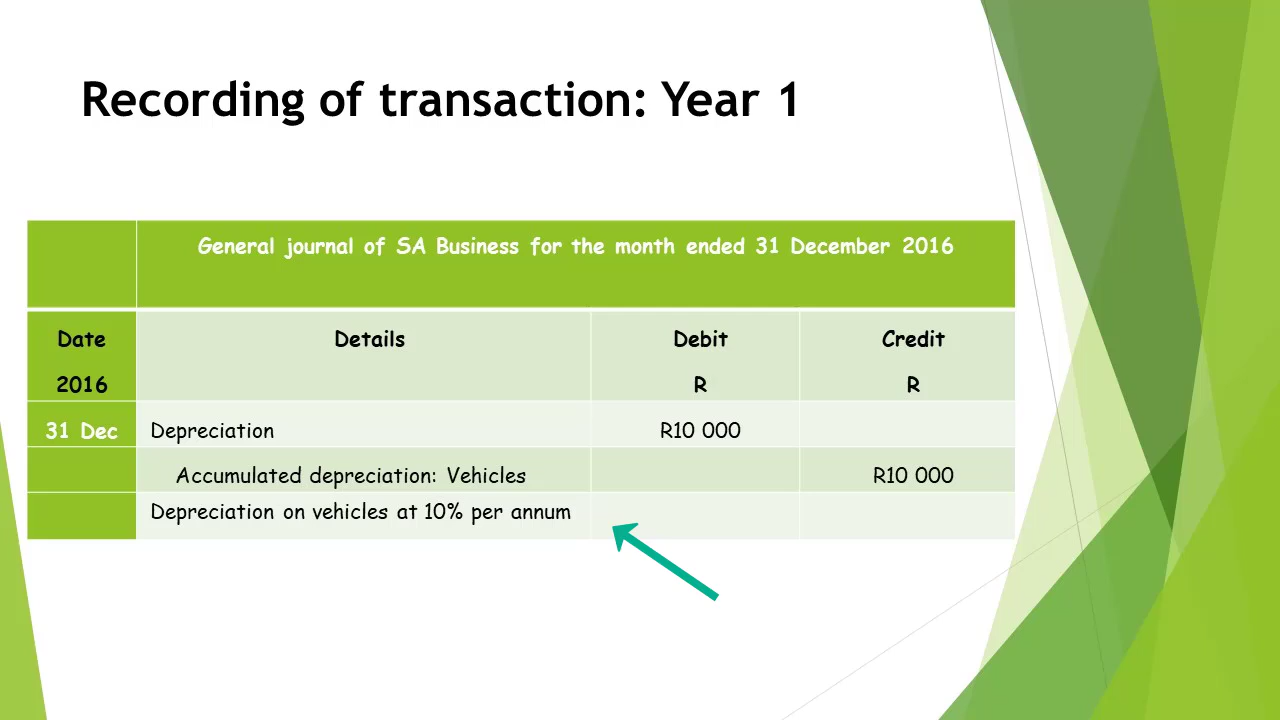 Recording of transaction: Year 1
General journal of SA Business for the month ended 31 December 2016
Date Details Debit Credit
2016 R R
31 Dec Depreciation R10 000
Accumulated depreciation: Vehicles R10 000
Depreciation on vehicles at 10% per annum